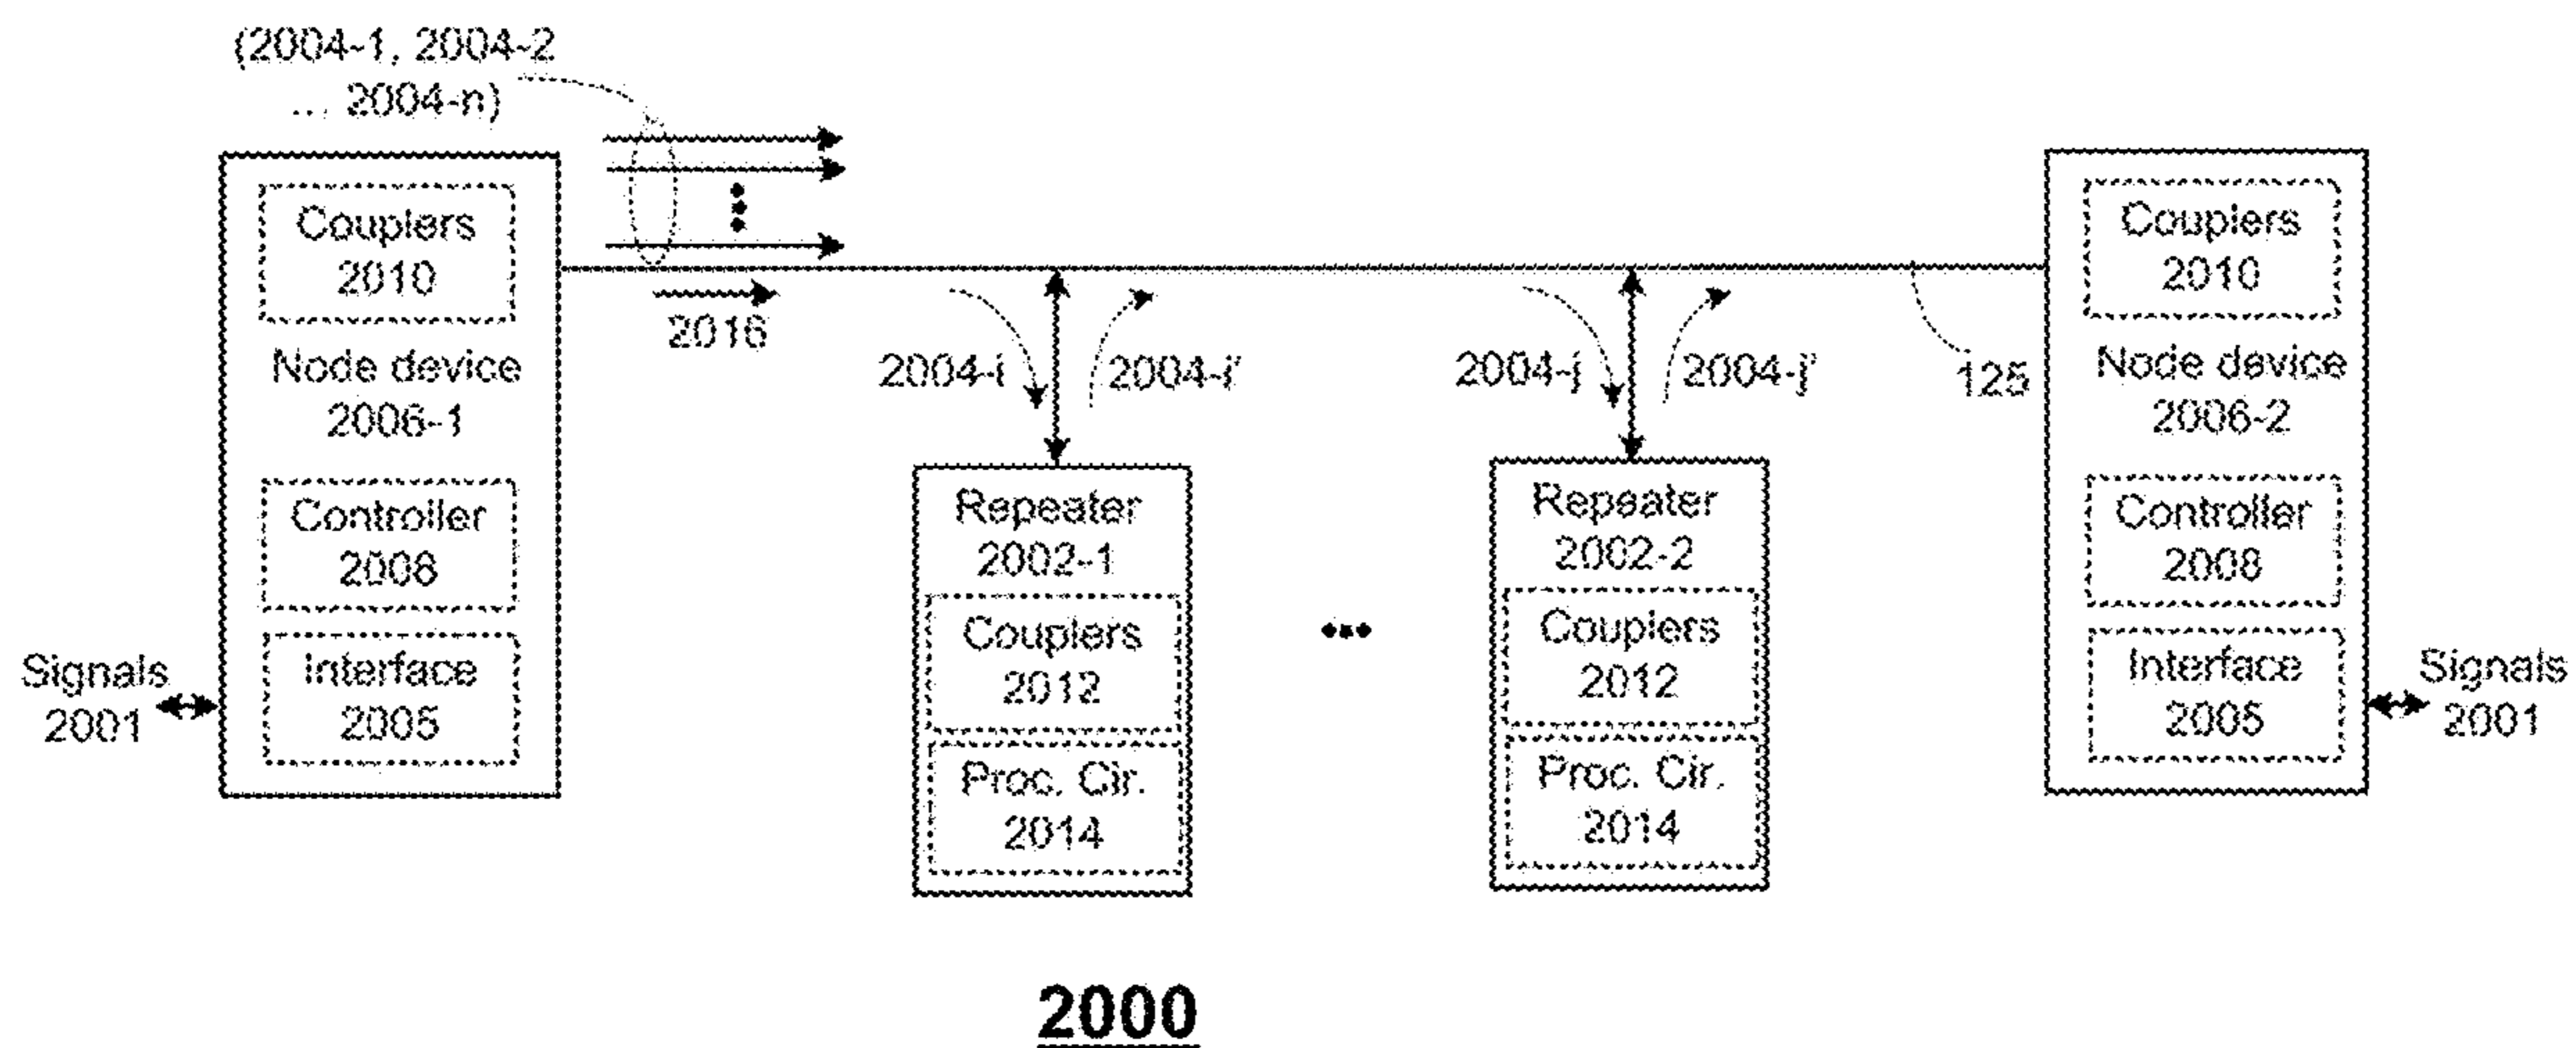 (2004-1, 2004-2
... 2004-n)
Couplers
2010
Node device
2006-1
Controller
2008
Interface
2005
Signals
2001
2016
2004-i
2004-i'
Repeater
2002-1
Couplers
2012
Proc. Cir.
2014
2004-j
2004-j'
Repeater
2002-2
Couplers
2012
Proc. Cir.
2014
125
Couplers
2010
Node device
2006-2
Controller
2008
Interface
2005
Signals
2001
2000